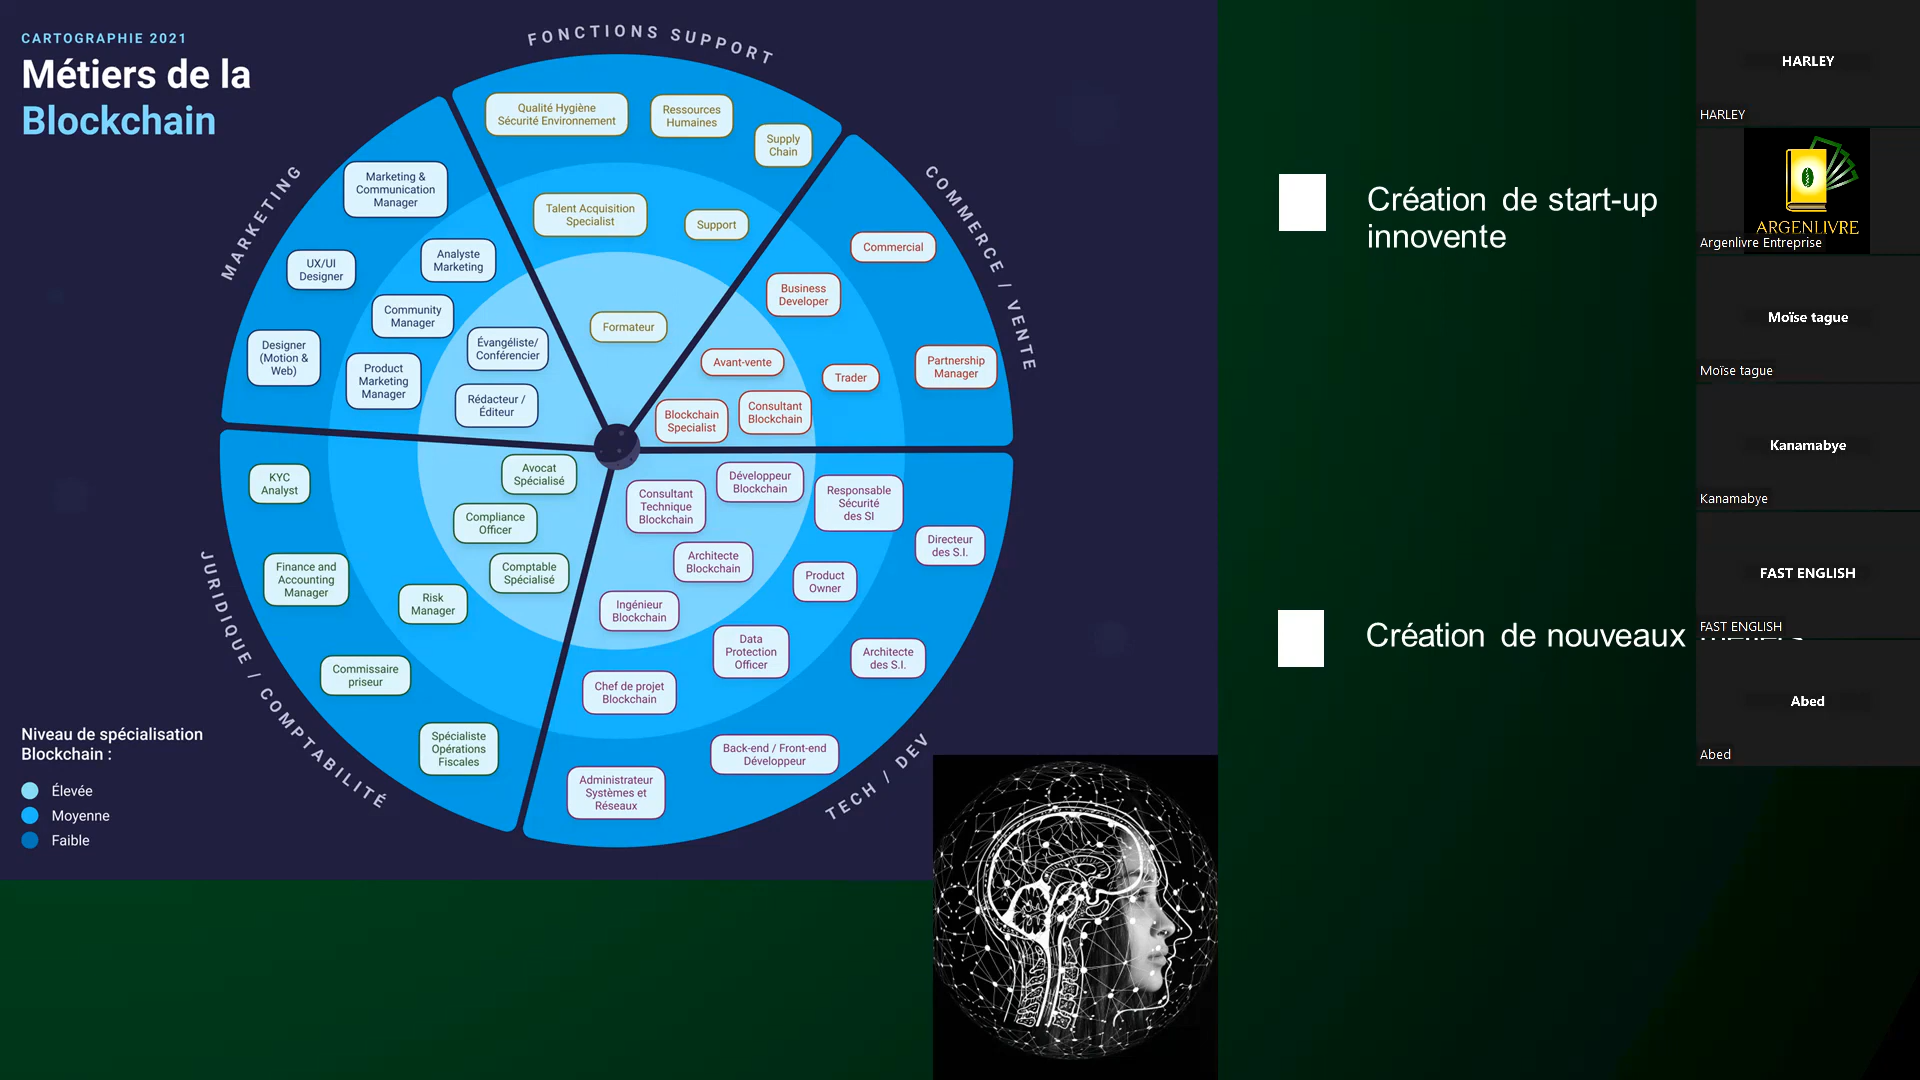 CARTOGRAPHIE 2021
Métiers de la
Blockchain
FONCTIONS SUPPORT
Qualité Hygiène
Sécurité Environnement
Ressources
Humaines
Supply
Chain
Talent Acquisition
Specialist
Support
Formateur
COMMERCE / VENTE
Commercial
Business
Developer
Avant-vente
Trader
Partnership
Manager
Blockchain
Specialist
Consultant
Blockchain
MARKETING
Marketing &
Communication
Manager
UX/UI
Designer
Analyste
Marketing
Community
Manager
Designer
(Motion &
Web)
Product
Marketing
Manager
Évangéliste/
Conférencier
Rédacteur /
Éditeur
JURIDIQUE / COMPTABILITÉ
KYC
Analyst
Avocat
Spécialisé
Compliance
Officer
Comptable
Spécialisé
Finance and
Accounting
Manager
Risk
Manager
Commissaire
priseur
Spécialiste
Opérations
Fiscales
TECH / DEV
Consultant
Technique
Blockchain
Développeur
Blockchain
Responsable
Sécurité
des SI
Directeur
des S.I.
Architecte
Blockchain
Product
Owner
Ingénieur
Blockchain
Data
Protection
Officer
Architecte
des S.I.
Chef de projet
Blockchain
Back-end / Front-end
Développeur
Administrateur
Systèmes et
Réseaux
Niveau de spécialisation
Blockchain :
Élevée
Moyenne
Faible
Création de start-up
innovente
Création de nouveaux
HARLEY
HARLEY
ARGENLIVRE
Argenlivre Entreprise
Moïse tague
Moïse tague
Kanamabye
Kanamabye
FAST ENGLISH
FAST ENGLISH
Abed
Abed